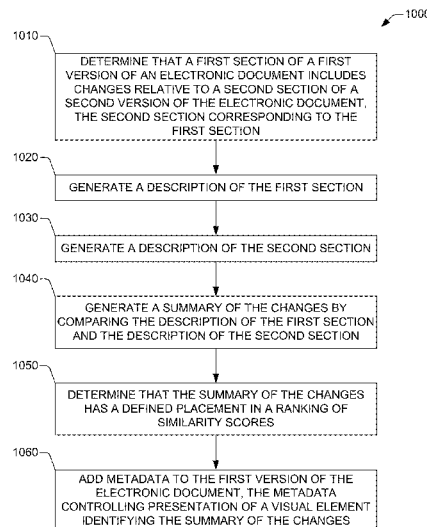 1000
1010
DETERMINE THAT A FIRST SECTION OF A FIRST
VERSION OF AN ELECTRONIC DOCUMENT INCLUDES
CHANGES RELATIVE TO A SECOND SECTION OF A
SECOND VERSION OF THE ELECTRONIC DOCUMENT,
THE SECOND SECTION CORRESPONDING TO THE
FIRST SECTION
1020
GENERATE A DESCRIPTION OF THE FIRST SECTION
1030
GENERATE A DESCRIPTION OF THE SECOND SECTION
1040
GENERATE A SUMMARY OF THE CHANGES BY
COMPARING THE DESCRIPTION OF THE FIRST SECTION
AND THE DESCRIPTION OF THE SECOND SECTION
1050
DETERMINE THAT THE SUMMARY OF THE CHANGES
HAS A DEFINED PLACEMENT IN A RANKING OF
SIMILARITY SCORES
1060
ADD METADATA TO THE FIRST VERSION OF THE
ELECTRONIC DOCUMENT, THE METADATA
CONTROLLING PRESENTATION OF A VISUAL ELEMENT
IDENTIFYING THE SUMMARY OF THE CHANGES